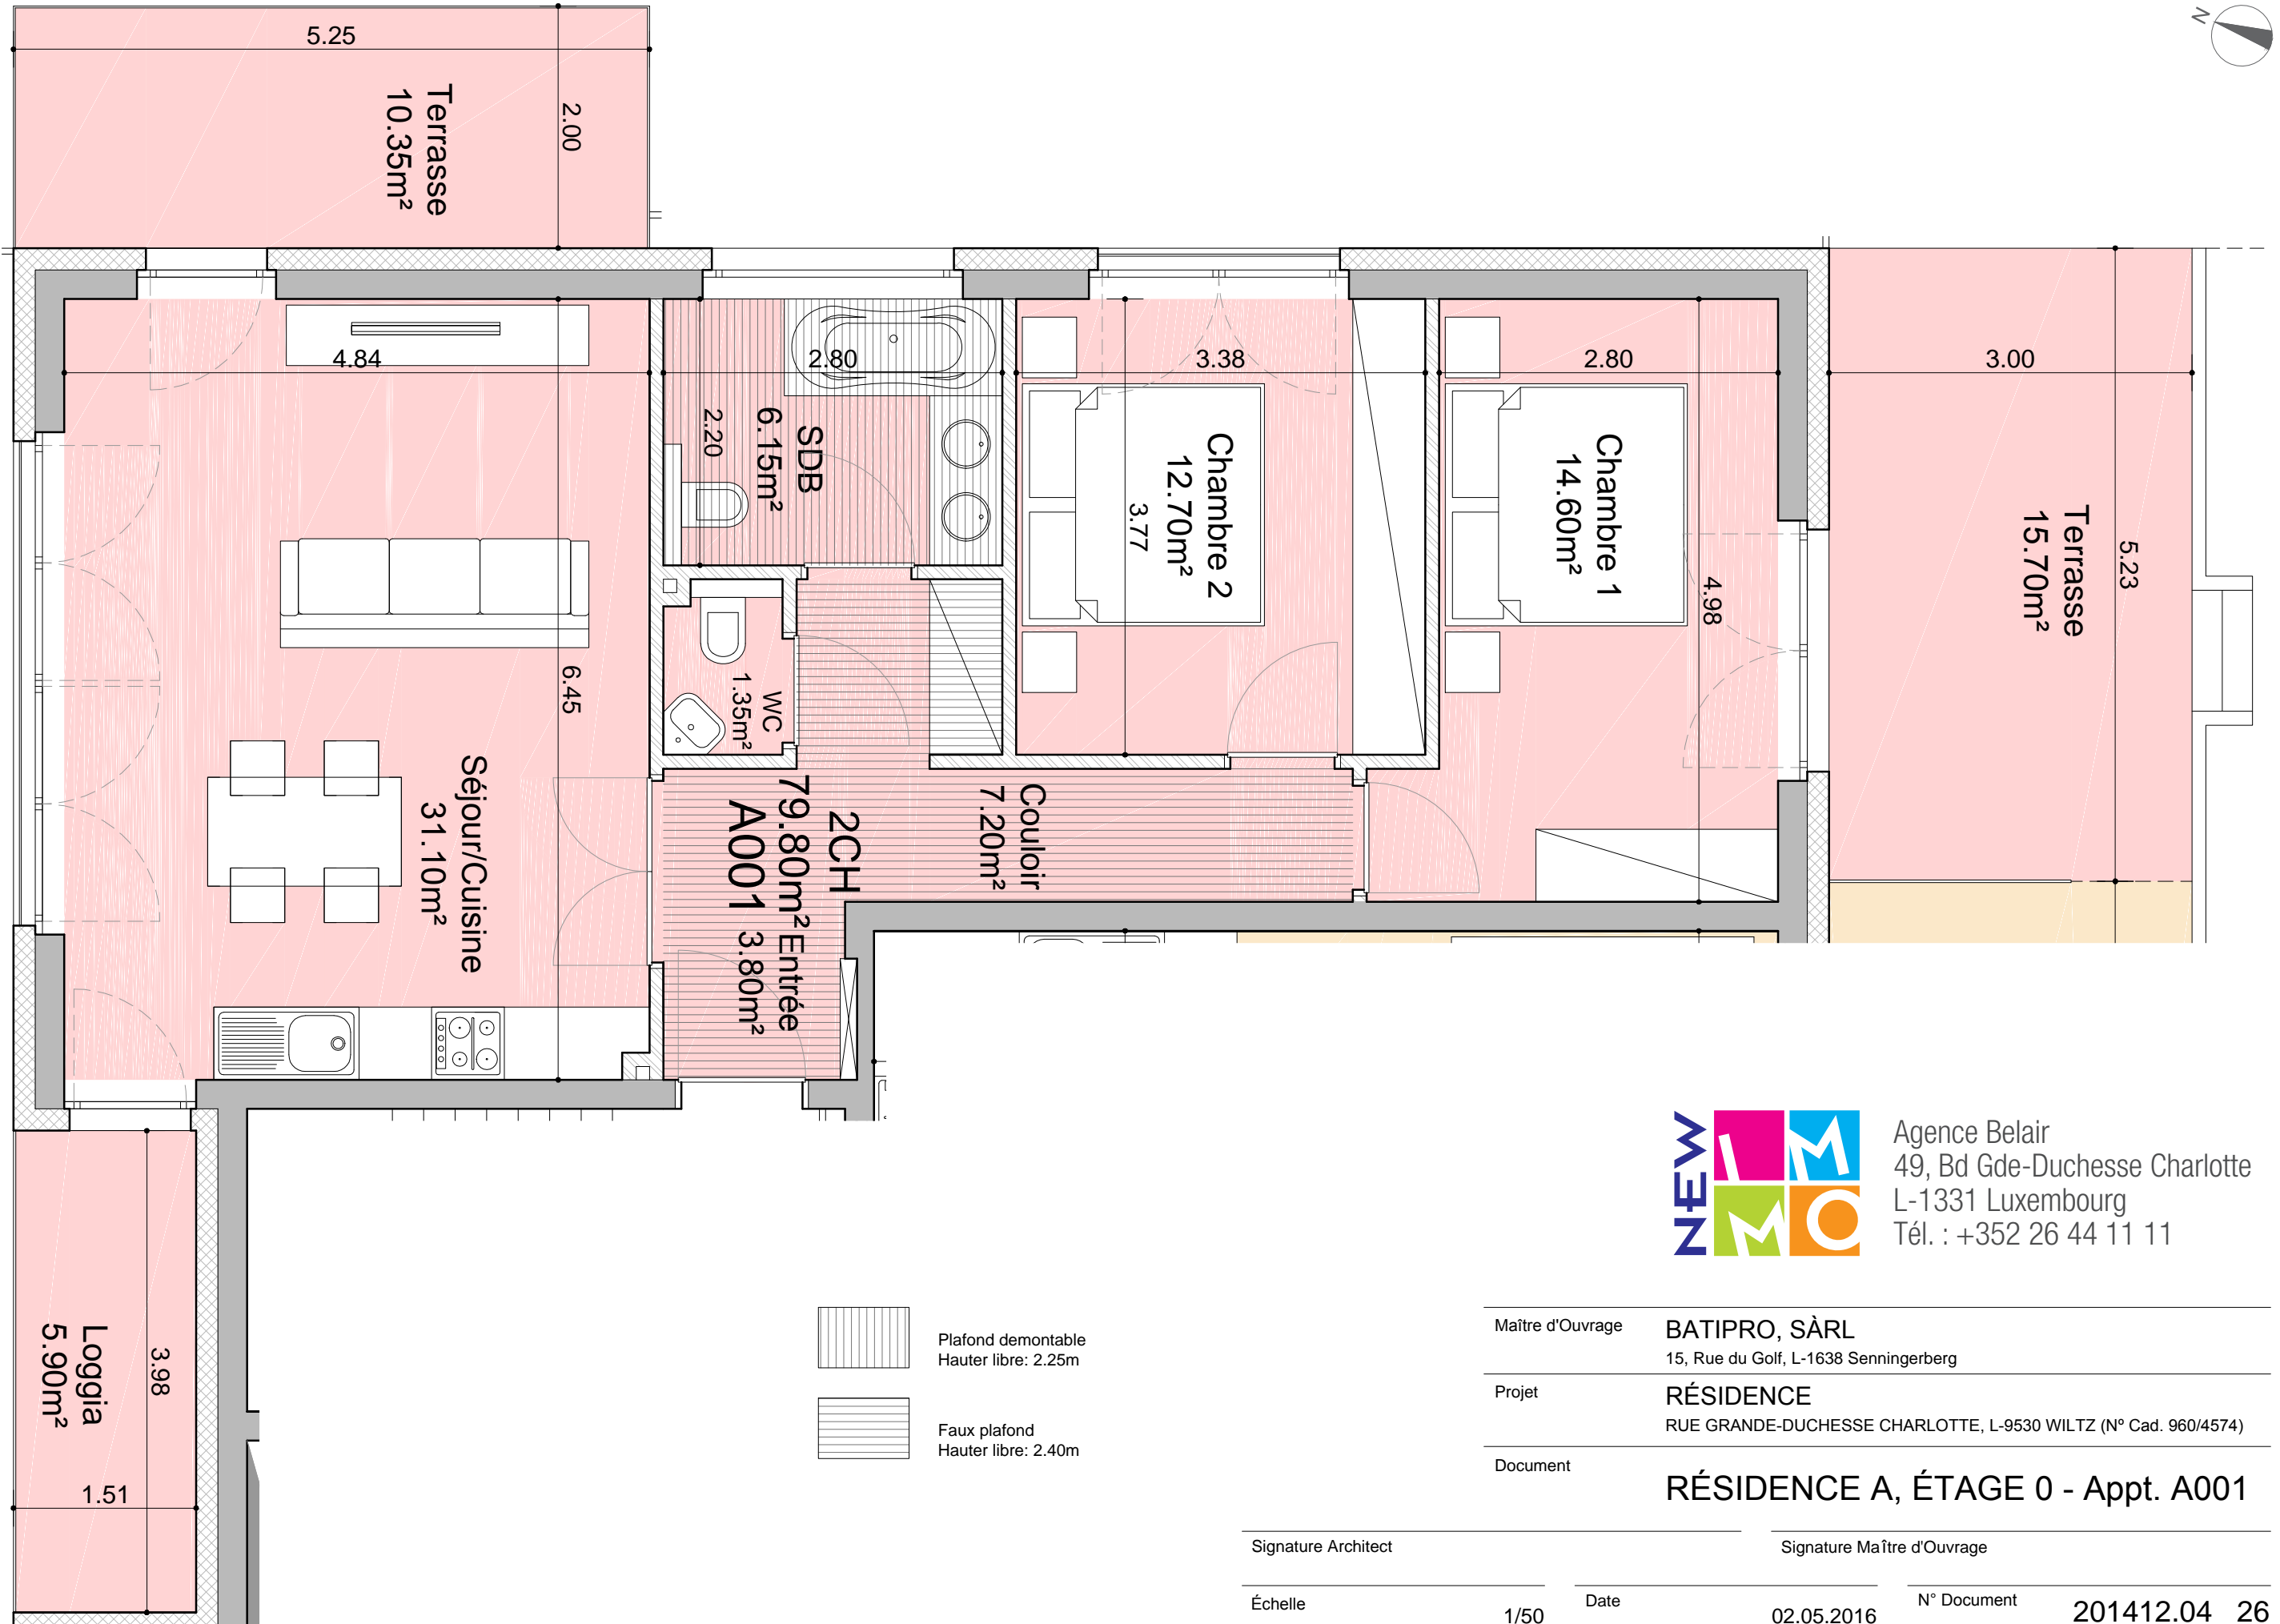 N
5.25
Terrasse
10.35m²
2.00
4.84
2.80
3.38
2.80
3.00
SDB
6.15m²
2.20
Chambre 2
12.70m²
3.77
Chambre 1
14.60m²
4.98
Terrasse
15.70m²
5.23
6.45
WC
1.35m²
Séjour/Cuisine
31.10m²
Couloir
7.20m²
2CH
79.80m²
A001
Entrée
3.80m²
Loggia
5.90m²
3.98
1.51
Plafond demontable
Hauter libre: 2.25m
Faux plafond
Hauter libre: 2.40m
NEW
IMMO
Agence Belair
49, Bd Gde-Duchesse Charlotte
L-1331 Luxembourg
Tél. : +352 26 44 11 11
Maître d'Ouvrage
BATIPRO, SÀRL
15, Rue du Golf, L-1638 Senningerberg
Projet
RÉSIDENCE
RUE GRANDE-DUCHESSE CHARLOTTE, L-9530 WILTZ (Nº Cad. 960/4574)
Document
RÉSIDENCE A, ÉTAGE 0 - Appt. A001
Signature Architect
Signature Maître d'Ouvrage
Échelle
1/50
Date
02.05.2016
N° Document
201412.04 26